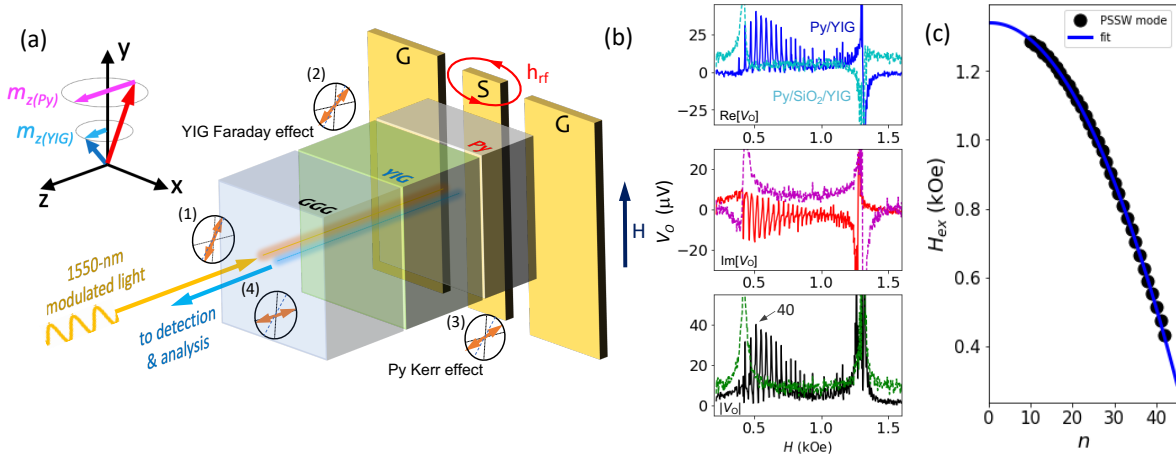 (a)
y
m_z(Py)
m_z(YIG)
x
z
(2)
YIG Faraday effect
G
S
G
h_rf
Py
YIG
GGG
H
(1)
1550-nm
modulated light
(4)
to detection
& analysis
(3)
Py Kerr effect
(b)
25
0
−25
Py/YIG
Py/SiO₂/YIG
Re[V_O]
V_O (μV)
20
0
−20
Im[V_O]
40
20
0
40
|V_O|
0.5
1.0
1.5
H (kOe)
(c)
PSSW mode
fit
H_ex (kOe)
1.2
1.0
0.8
0.6
0.4
0
10
20
30
40
n